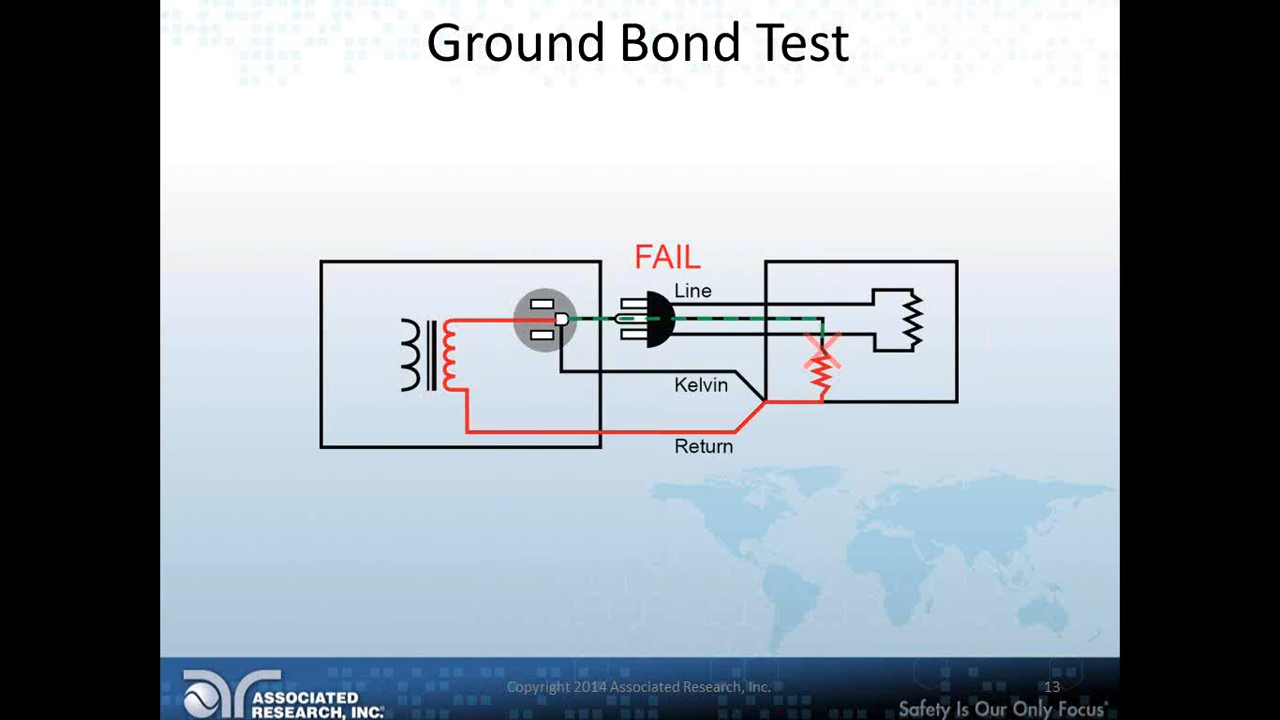 Ground Bond Test
FAIL
Line
Kelvin
Return
ASSOCIATED
RESEARCH, INC.
Copyright 2014 Associated Research, Inc.
13
Safety Is Our Only Focus